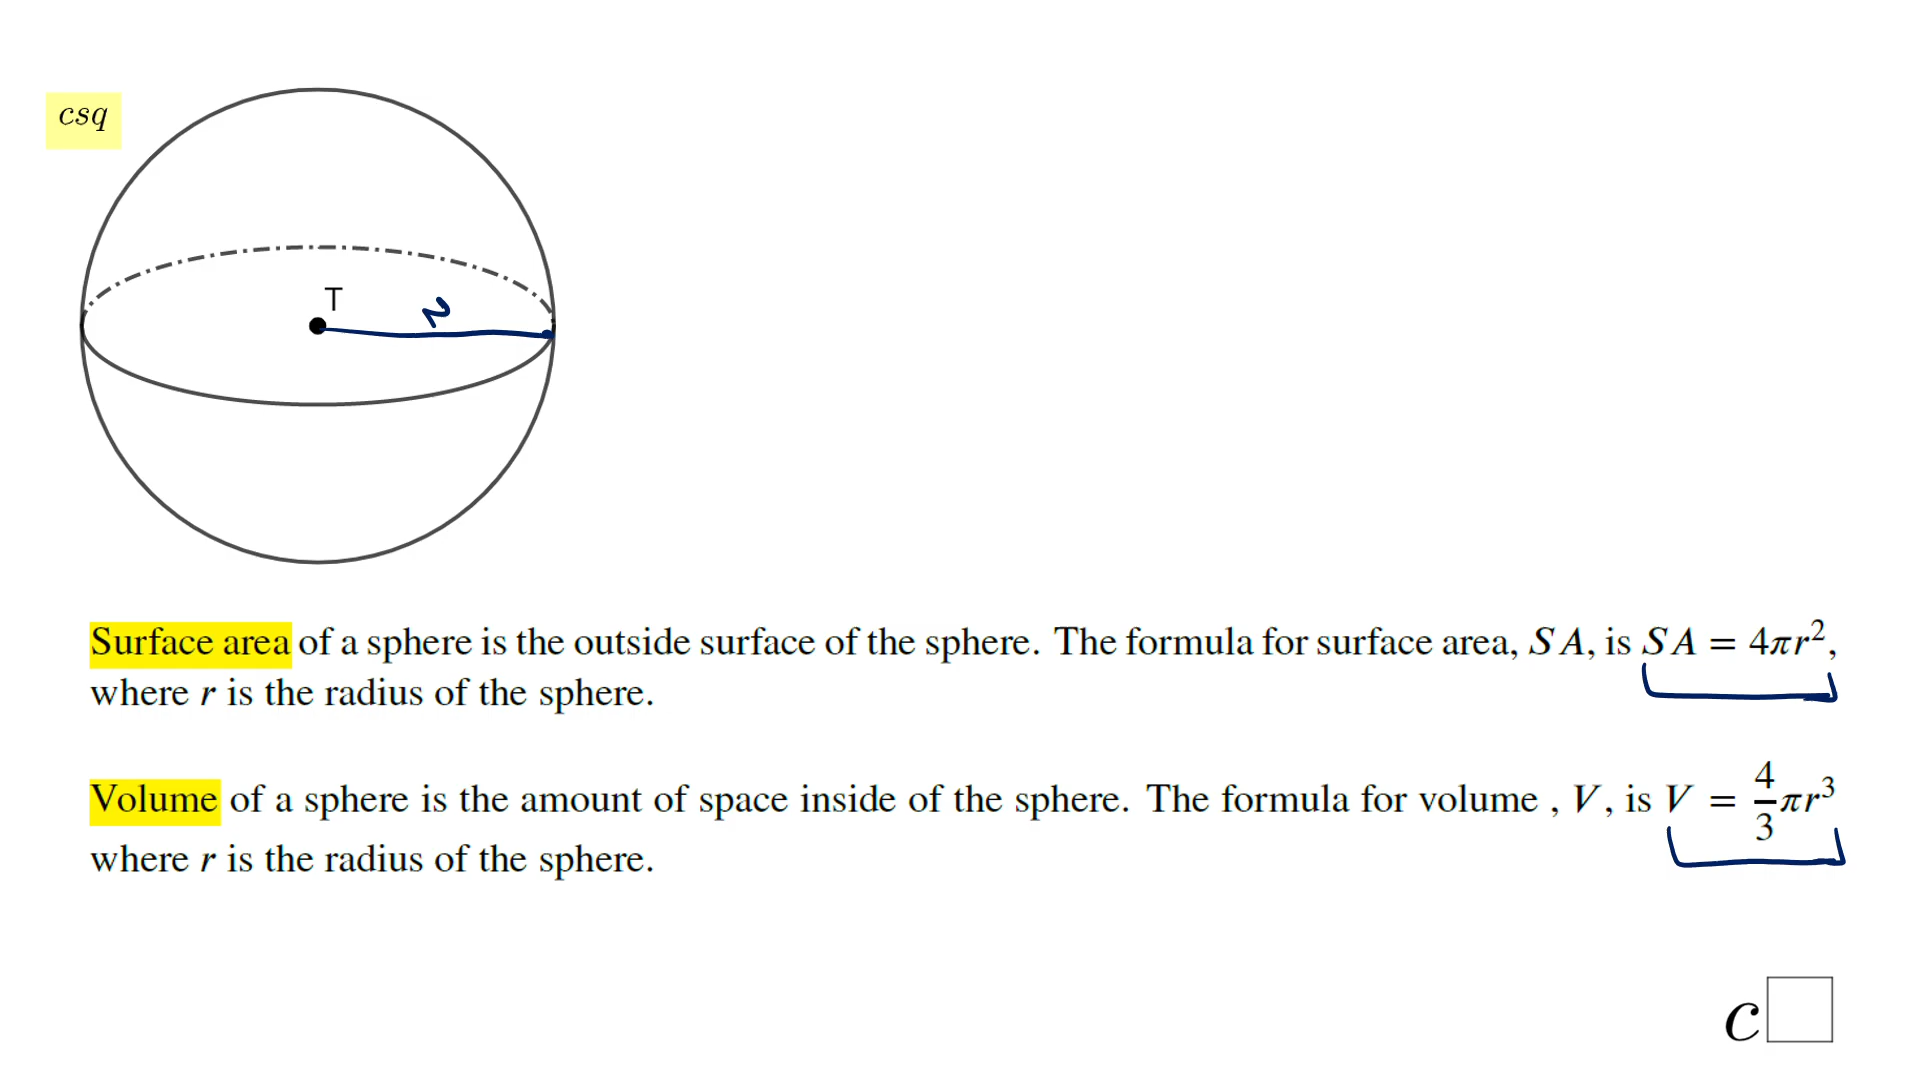 csq
T
r
Surface area of a sphere is the outside surface of the sphere. The formula for surface area, SA, is SA = 4πr²,
where r is the radius of the sphere.
Volume of a sphere is the amount of space inside of the sphere. The formula for volume , V, is V = 4/3 πr³
where r is the radius of the sphere.
c